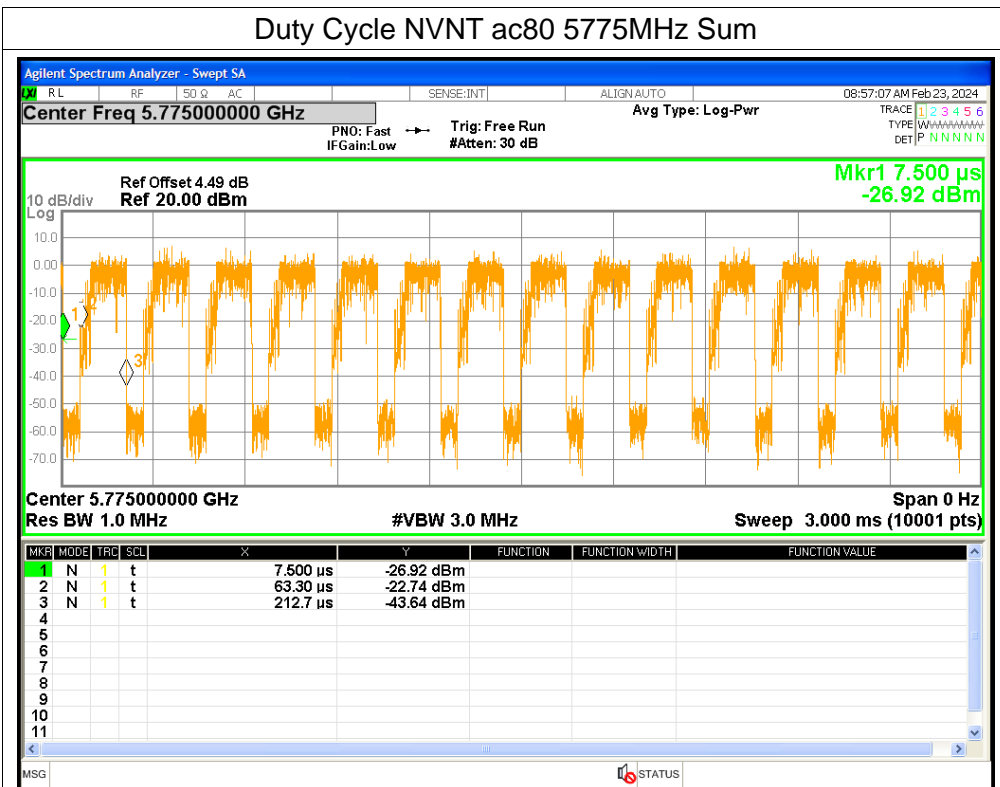 Duty Cycle NVNT ac80 5775MHz Sum
Agilent Spectrum Analyzer - Swept SA
LXI RL RF 50 Ω AC SENSE:INT ALIGN AUTO 08:57:07 AM Feb 23, 2024
Center Freq 5.775000000 GHz Avg Type: Log-Pwr TRACE 1 2 3 4 5 6
PNO: Fast Trig: Free Run TYPE WWWWWW
IFGain:Low #Atten: 30 dB DET P N N N N N
Mkr1 7.500 µs
Ref Offset 4.49 dB
10 dB/div Ref 20.00 dBm -26.92 dBm
Log
10.0
0.00
-10.0
1
-20.0
-30.0
3
-40.0
-50.0
-60.0
-70.0
Center 5.775000000 GHz Span 0 Hz
Res BW 1.0 MHz #VBW 3.0 MHz Sweep 3.000 ms (10001 pts)
MKR MODE TRC SCL X Y FUNCTION FUNCTION WIDTH FUNCTION VALUE
1 N 1 t 7.500 µs -26.92 dBm
2 N 1 t 63.30 µs -22.74 dBm
3 N 1 t 212.7 µs -43.64 dBm
4
5
6
7
8
9
10
11
MSG STATUS